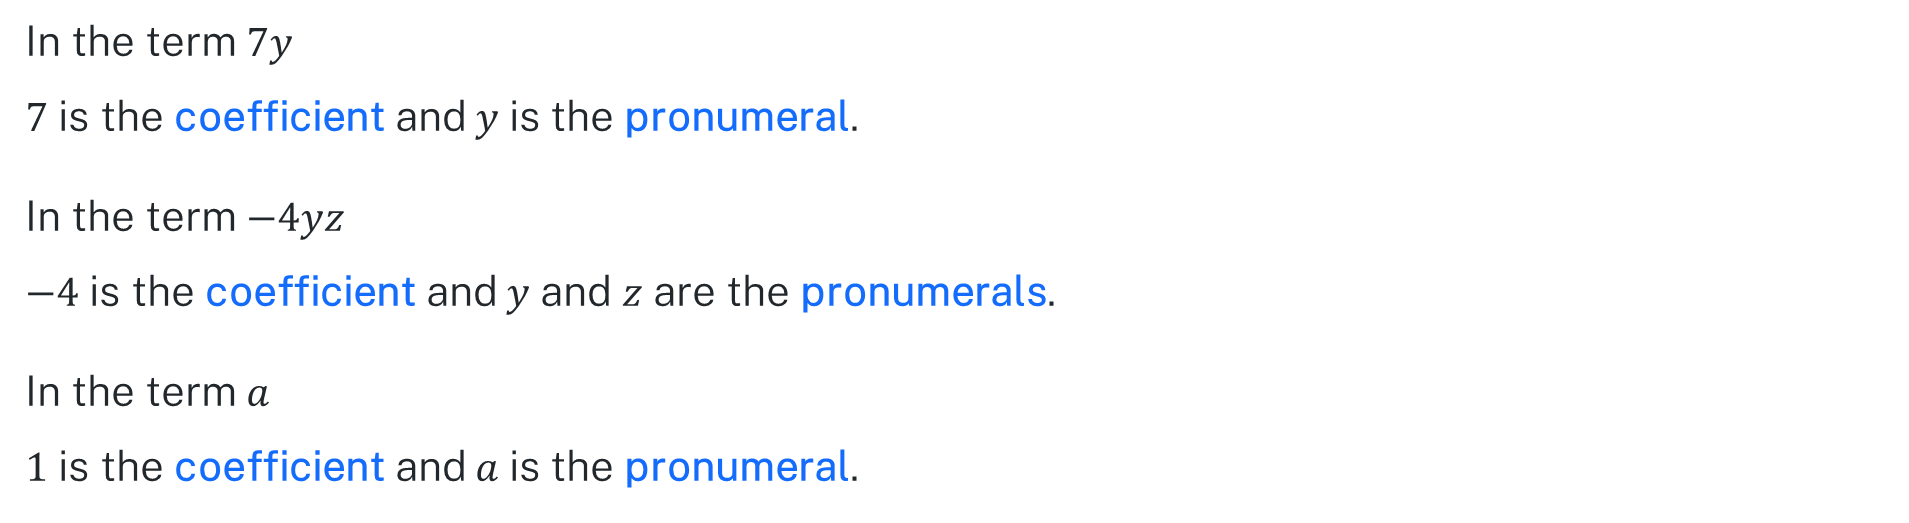 In the term 7y
7 is the coefficient and y is the pronumeral.
In the term −4yz
−4 is the coefficient and y and z are the pronumerals.
In the term a
1 is the coefficient and a is the pronumeral.